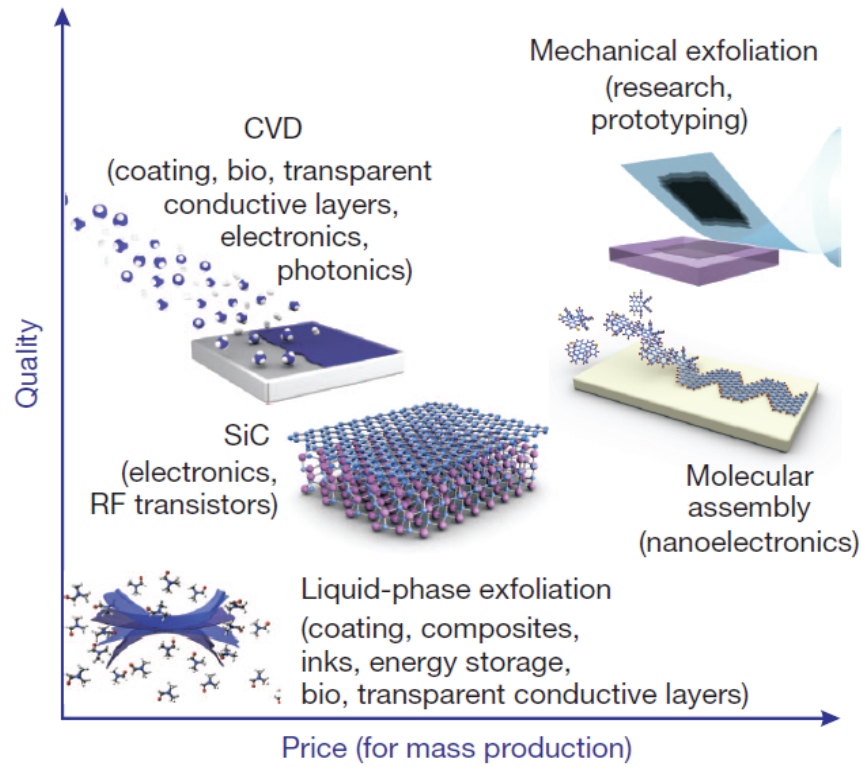 Mechanical exfoliation
(research,
prototyping)
CVD
(coating, bio, transparent
conductive layers,
electronics,
photonics)
Quality
SiC
(electronics,
RF transistors)
Molecular
assembly
(nanoelectronics)
Liquid-phase exfoliation
(coating, composites,
inks, energy storage,
bio, transparent conductive layers)
Price (for mass production)